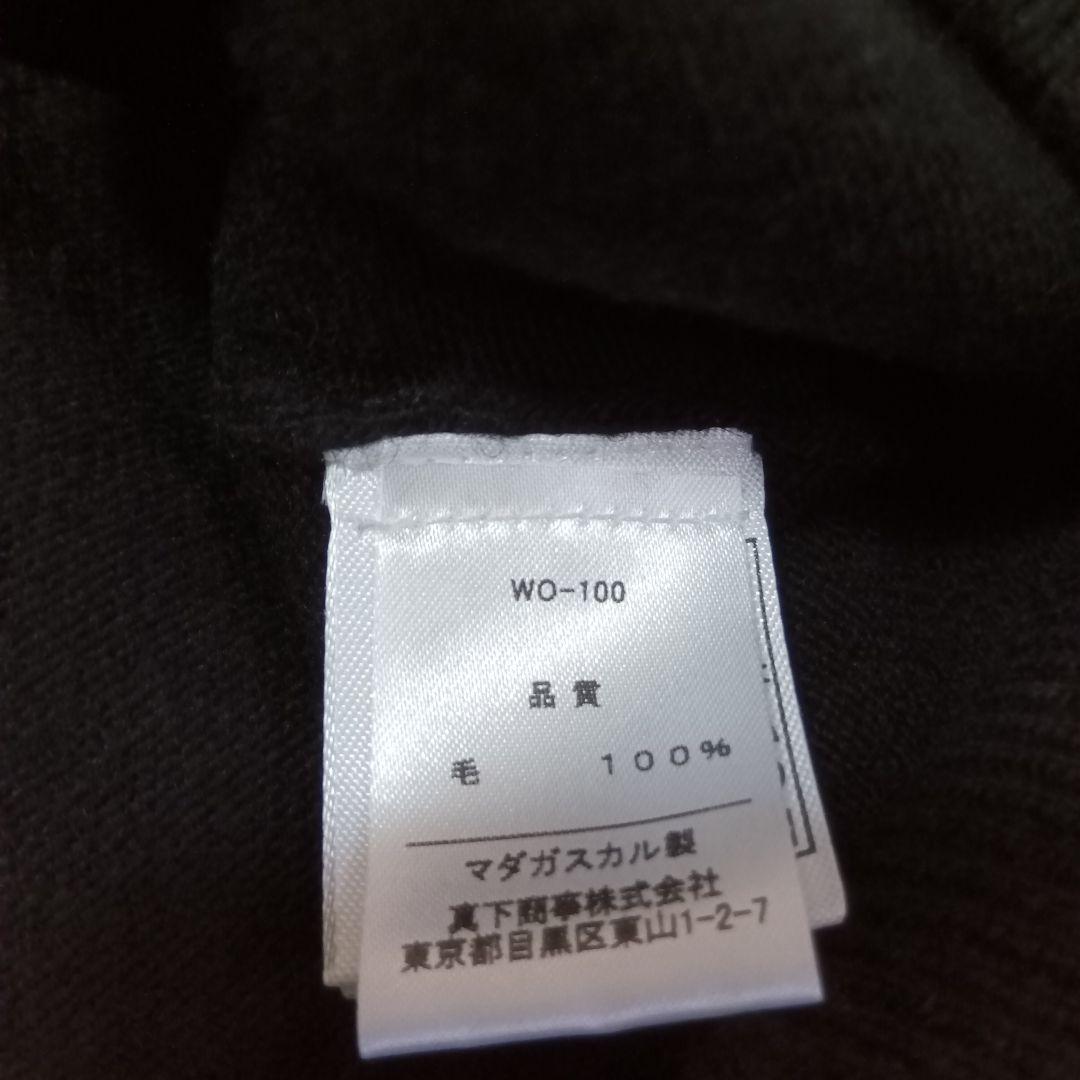 WO-100
品質
毛 100%
マダガスカル製
真下商事株式会社
東京都目黒区東山1-2-7